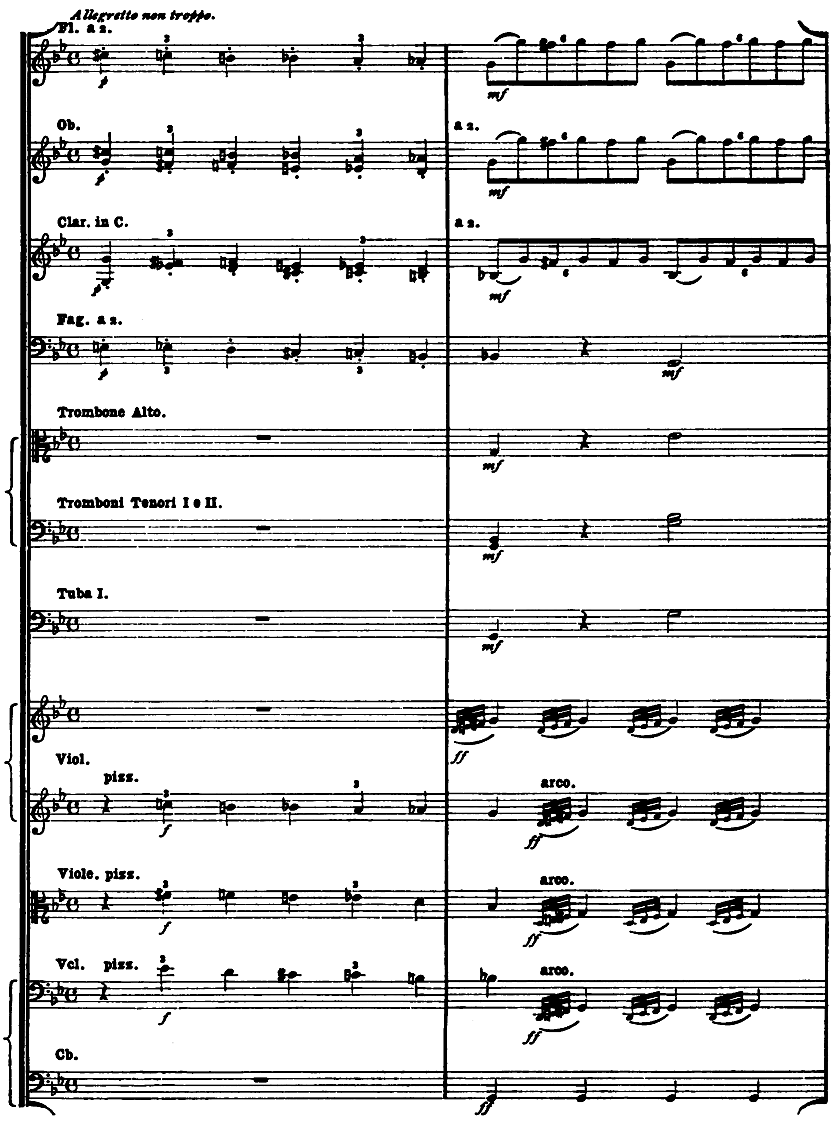 Allegretto non troppo.
Fl. a 2.
3 3
p
6 6
mf
Ob.
a 2.
3 3
6 6
p
mf
Clar. in C.
a 2.
3 3
p
6 6
mf
Fag. a 2.
p
3 3
mf
Trombone Alto.
mf
Tromboni Tenori I e II.
mf
Tuba I.
mf
ff
Viol.
pizz.
3 3
arco.
f
ff
Viole. pizz.
3 3
arco.
f
ff
Vcl. pizz.
3 3
arco.
f
ff
Cb.
ff